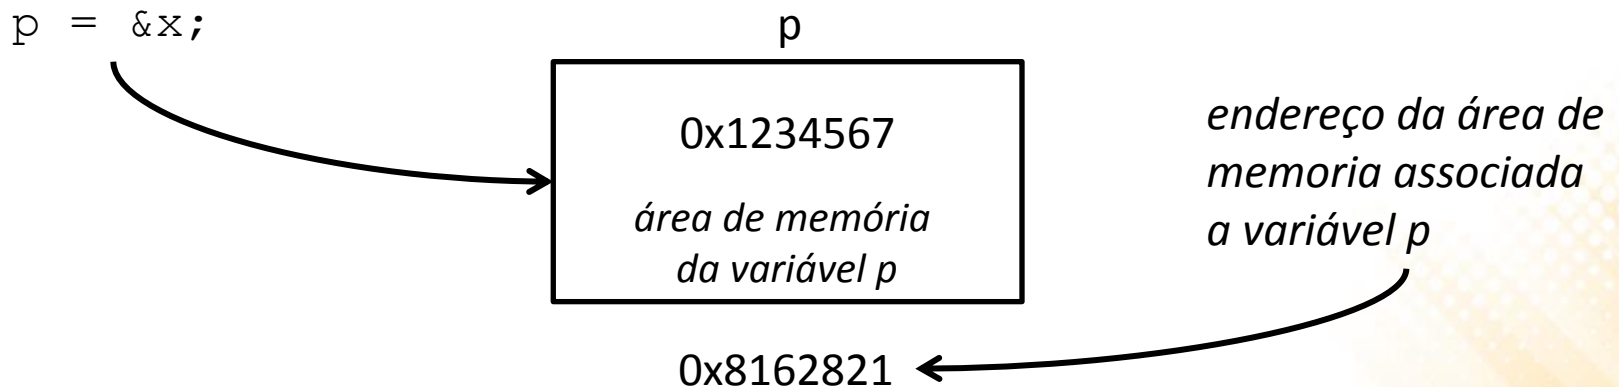 p = &x;
p
0x1234567
área de memória
da variável p
endereço da área de
memoria associada
a variável p
0x8162821